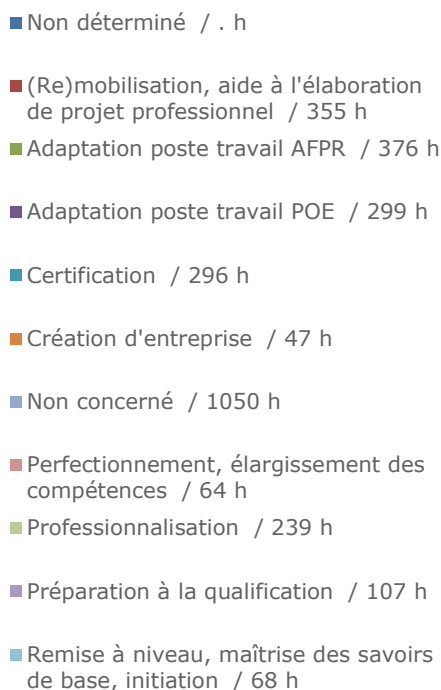 Non déterminé / . h
(Re)mobilisation, aide à l'élaboration
de projet professionnel / 355 h
Adaptation poste travail AFPR / 376 h
Adaptation poste travail POE / 299 h
Certification / 296 h
Création d'entreprise / 47 h
Non concerné / 1050 h
Perfectionnement, élargissement des
compétences / 64 h
Professionnalisation / 239 h
Préparation à la qualification / 107 h
Remise à niveau, maîtrise des savoirs
de base, initiation / 68 h